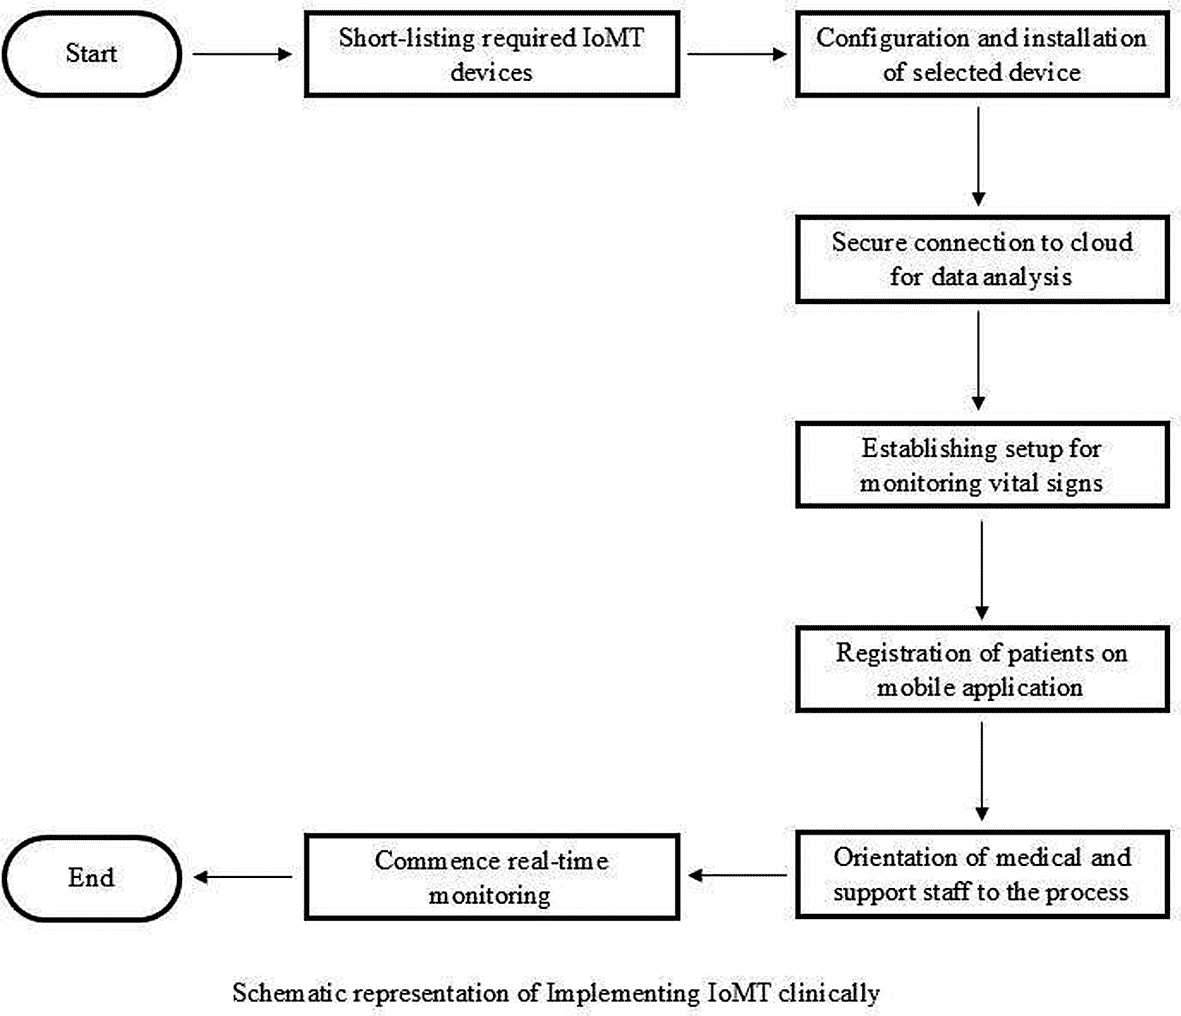 Start
Short-listing required IoMT
devices
Configuration and installation
of selected device
Secure connection to cloud
for data analysis
Establishing setup for
monitoring vital signs
Registration of patients on
mobile application
Orientation of medical and
support staff to the process
Commence real-time
monitoring
End
Schematic representation of Implementing IoMT clinically